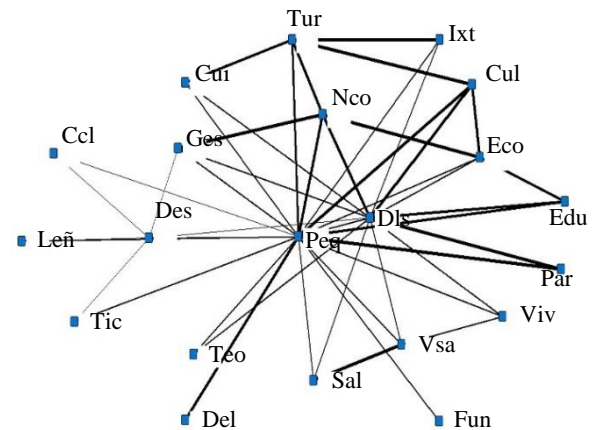 Tur
Ixt
Cui
Cul
Nco
Ccl
Ges
Eco
Des
Dls
Edu
Leñ
Peq
Par
Tic
Viv
Teo
Vsa
Sal
Del
Fun